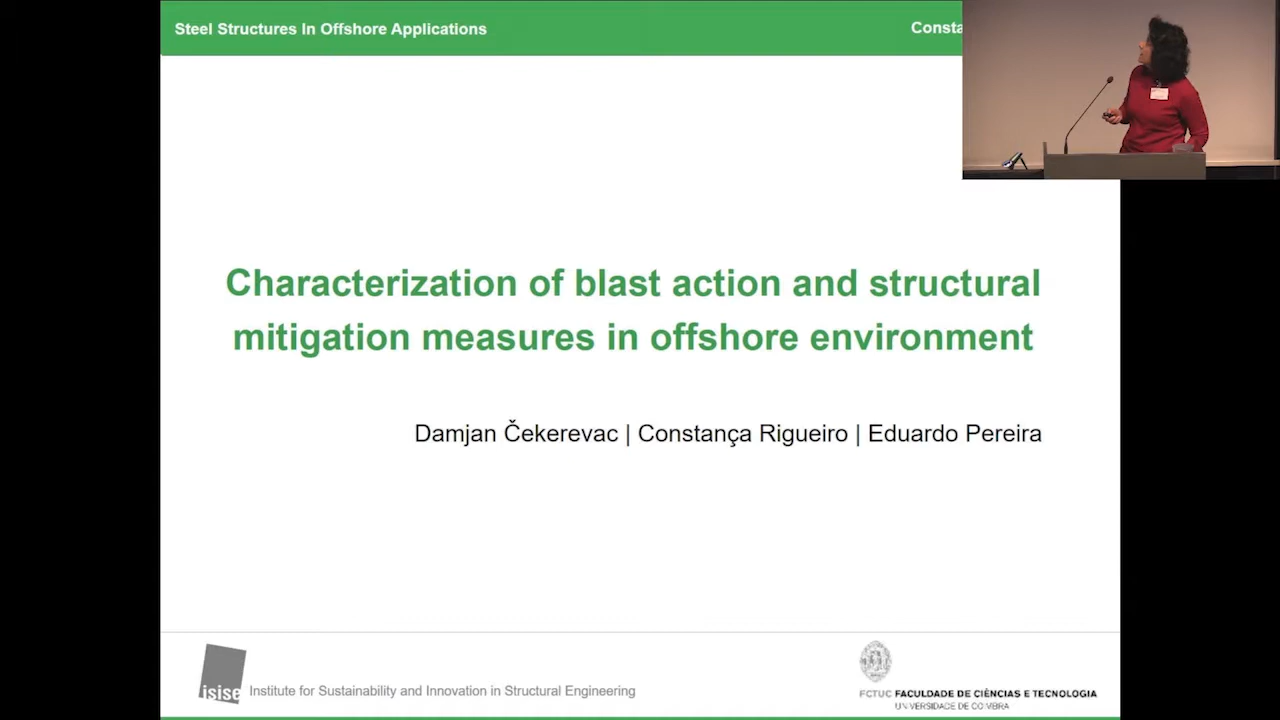 Steel Structures In Offshore Applications
Consta
Characterization of blast action and structural
mitigation measures in offshore environment
Damjan Čekerevac | Constança Rigueiro | Eduardo Pereira
isise Institute for Sustainability and Innovation in Structural Engineering
FCTUC FACULDADE DE CIÊNCIAS E TECNOLOGIA
UNIVERSIDADE DE COIMBRA